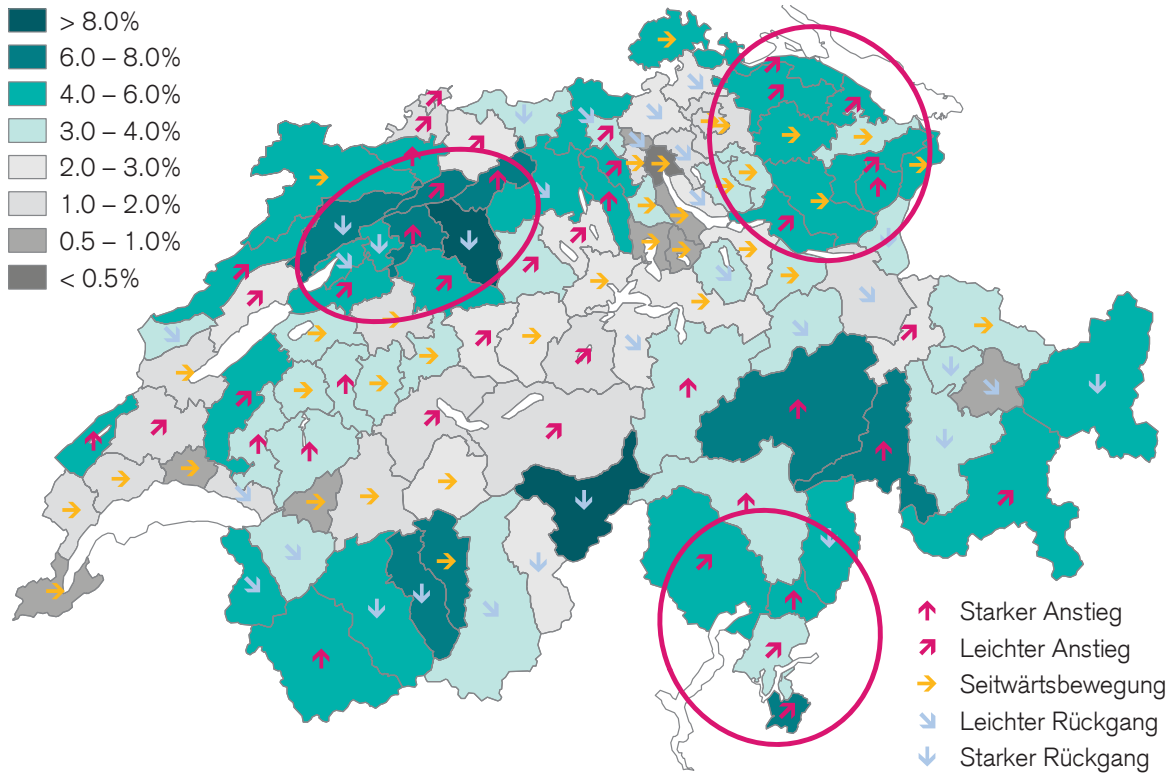 > 8.0%
6.0 – 8.0%
4.0 – 6.0%
3.0 – 4.0%
2.0 – 3.0%
1.0 – 2.0%
0.5 – 1.0%
< 0.5%
Starker Anstieg
Leichter Anstieg
Seitwärtsbewegung
Leichter Rückgang
Starker Rückgang